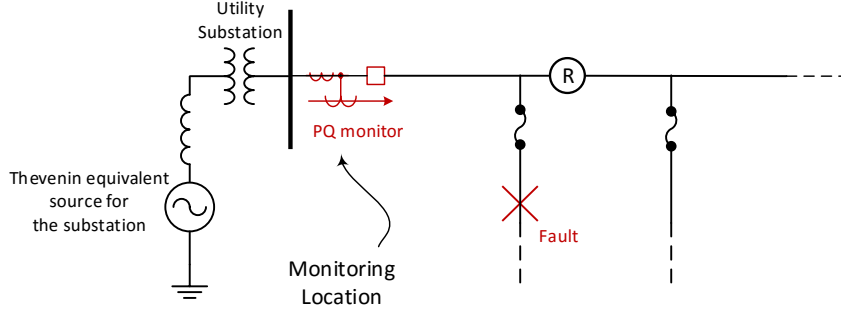 Utility
Substation
R
PQ monitor
Thevenin equivalent
source for
the substation
Fault
Monitoring
Location